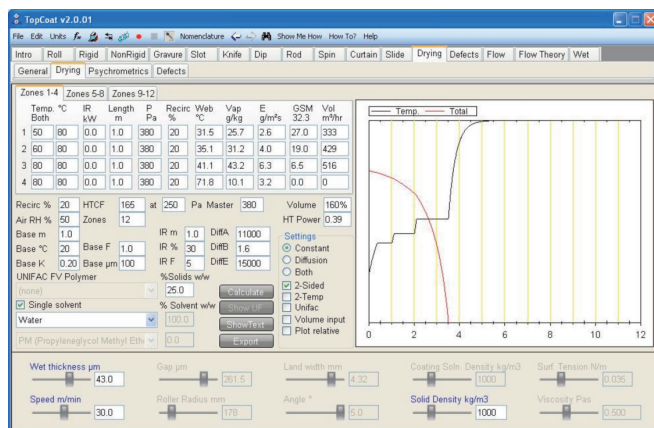 TopCoat v2.0.01
File Edit Units fx Nomenclature Show Me How How To? Help
Intro Roll Rigid NonRigid Gravure Slot Knife Dip Rod Spin Curtain Slide Drying Defects Flow Flow Theory Wet
General Drying Psychrometrics Defects
Zones 1-4 Zones 5-8 Zones 9-12
Temp. °C IR Length P Recirc Web Vap E GSM Vol
Both kW m Pa % °C g/kg g/m²s 32.3 m³/hr
1 50 80 0.0 1.0 380 20 31.5 25.7 2.6 27.0 333
2 60 80 0.0 1.0 380 20 35.1 31.2 4.0 19.0 429
3 80 80 0.0 1.0 380 20 41.1 43.2 6.3 6.5 516
4 80 80 0.0 1.0 380 20 71.8 10.1 3.2 0.0 0
Temp. Total
0 2 4 6 8 10 12
Recirc % 20 HTCF 165 at 250 Pa Master 380 Volume 160%
Air RH % 50 Zones 12 HT Power 0.39
Base m 1.0 IR m 1.0 DiffA 11000 Settings
Base °C 20 Base F 1.0 IR % 30 DiffB 1.6 Constant
Base K 0.20 Base µm 100 IR F 5 DiffE 15000 Diffusion
UNIFAC FV Polymer %Solids w/w Both
(none) 25.0 Calculate 2-Sided
Single solvent % Solvent w/w Show UF 2-Temp
Water 100.0 ShowText Unifac
PM (Propyleneglycol Methyl Eth 0.0 Export Volume input
Plot relative
Wet thickness µm Gap µm Land width mm Coating Soln. Density kg/m3 Surf. Tension N/m
43.0 261.5 4.32 1000 0.035
Speed m/min Roller Radius mm Angle ° Solid Density kg/m3 Viscosity Pas
30.0 178 5.0 1000 0.500